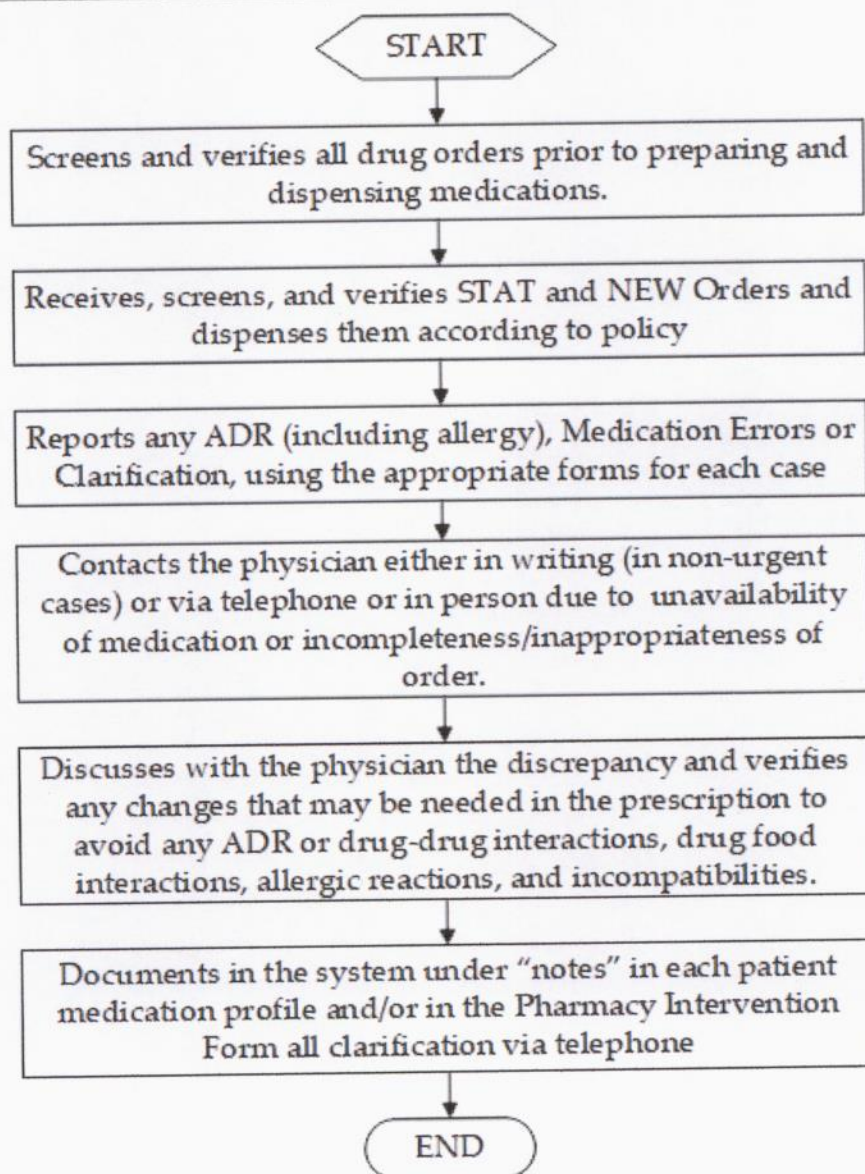 START
Screens and verifies all drug orders prior to preparing and
dispensing medications.
Receives, screens, and verifies STAT and NEW Orders and
dispenses them according to policy
Reports any ADR (including allergy), Medication Errors or
Clarification, using the appropriate forms for each case
Contacts the physician either in writing (in non-urgent
cases) or via telephone or in person due to unavailability
of medication or incompleteness/inappropriateness of
order.
Discusses with the physician the discrepancy and verifies
any changes that may be needed in the prescription to
avoid any ADR or drug-drug interactions, drug food
interactions, allergic reactions, and incompatibilities.
Documents in the system under “notes” in each patient
medication profile and/or in the Pharmacy Intervention
Form all clarification via telephone
END